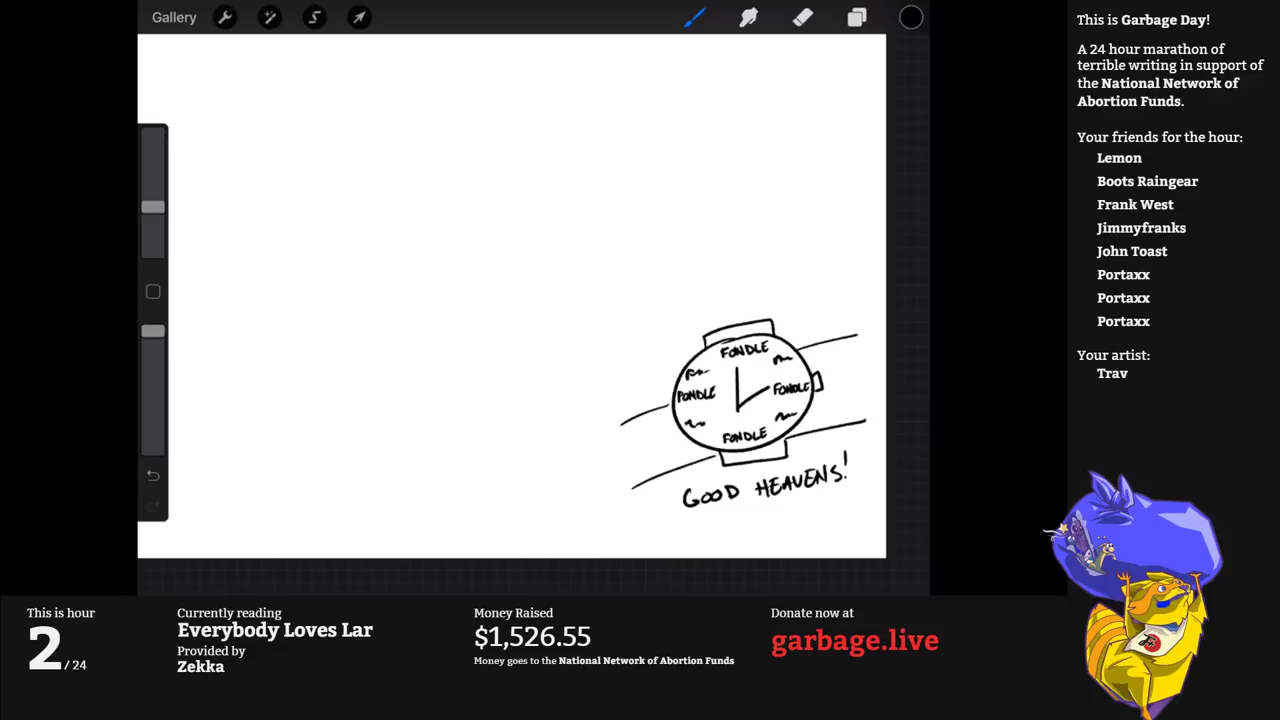 Gallery
This is Garbage Day!
A 24 hour marathon of
terrible writing in support of
the National Network of
Abortion Funds.
Your friends for the hour:
Lemon
Boots Raingear
Frank West
Jimmyfranks
John Toast
Portaxx
Portaxx
Portaxx
Your artist:
Trav
FONDLE
FONDLE
FONDLE
FONDLE
GOOD HEAVENS!
This is hour
2 / 24
Currently reading
Everybody Loves Lar
Provided by
Zekka
Money Raised
$1,526.55
Money goes to the National Network of Abortion Funds
Donate now at
garbage.live